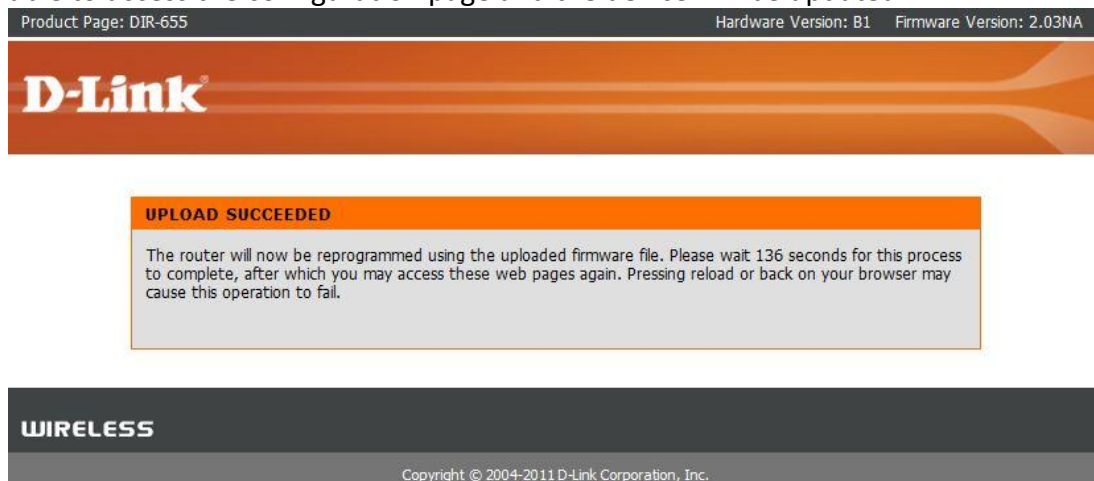 Product Page: DIR-655 Hardware Version: B1 Firmware Version: 2.03NA
D-Link®
UPLOAD SUCCEEDED
The router will now be reprogrammed using the uploaded firmware file. Please wait 136 seconds for this process
to complete, after which you may access these web pages again. Pressing reload or back on your browser may
cause this operation to fail.
WIRELESS
Copyright © 2004-2011 D-Link Corporation, Inc.